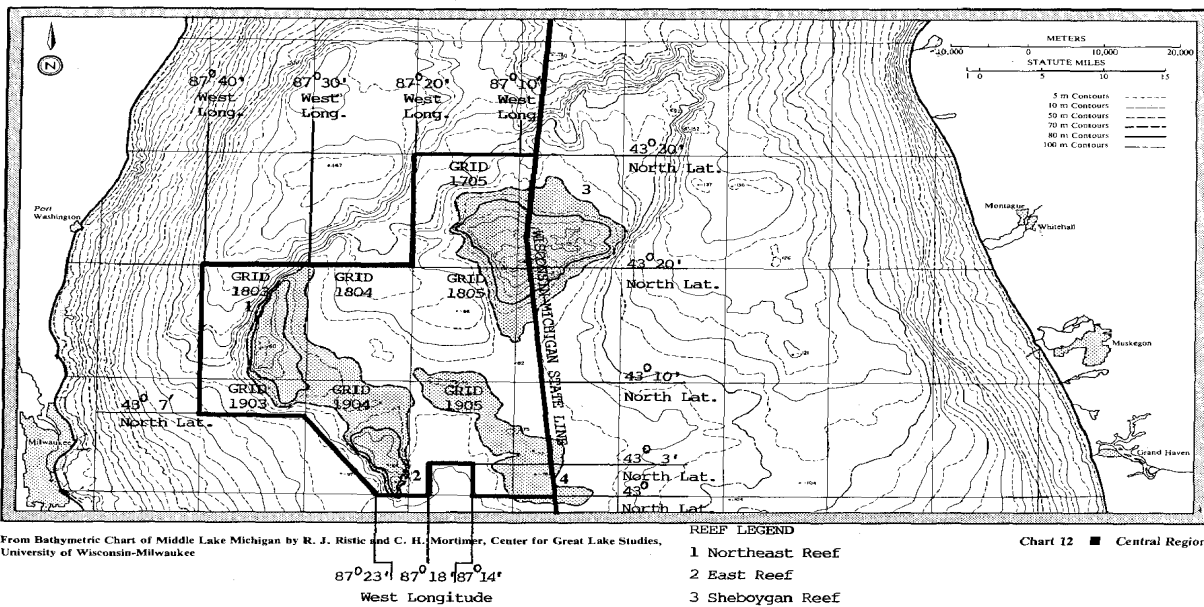 N
METERS
10,000 0 10,000 20,000
STATUTE MILES
1 0 5 10 15
5 m Contours
10 m Contours
50 m Contours
70 m Contours
80 m Contours
100 m Contours
87° 40' 87° 30' 87° 20' 87° 10'
West West West West
Long. Long. Long. Long.
43° 30'
North Lat.
GRID
1705
3
Port
Washington
Montague
Whitehall
43° 20'
North Lat.
GRID GRID GRID
1803 1804 1805
1
WISCONSIN-MICHIGAN STATE LINE
Muskegon
43° 10'
North Lat.
GRID GRID GRID
1903 1904 1905
43° 7'
North Lat.
Milwaukee
43° 3'
North Lat.
Grand Haven
2
4
43°
North Lat.
From Bathymetric Chart of Middle Lake Michigan by R. J. Ristic and C. H. Mortimer, Center for Great Lake Studies,
University of Wisconsin-Milwaukee
Chart 12 ■ Central Region
87° 23' 87° 18' 87° 14'
West Longitude
REEF LEGEND
1 Northeast Reef
2 East Reef
3 Sheboygan Reef